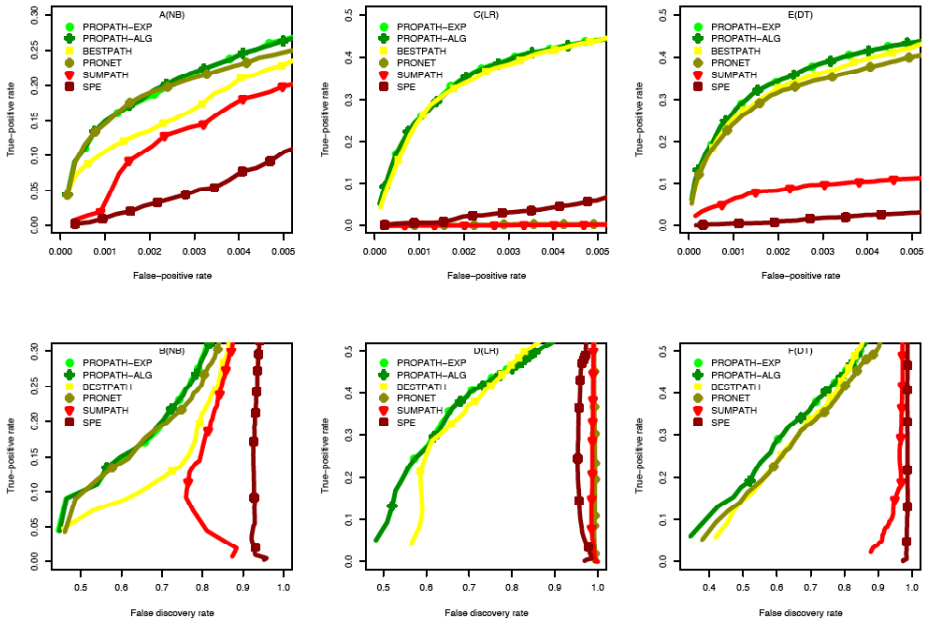 A(NB)
PROPATH-EXP
PROPATH-ALG
BESTPATH
PRONET
SUMPATH
SPE
True-positive rate
0.00 0.05 0.10 0.15 0.20 0.25 0.30
0.000 0.001 0.002 0.003 0.004 0.005
False-positive rate
C(LR)
PROPATH-EXP
PROPATH-ALG
BESTPATH
PRONET
SUMPATH
SPE
True-positive rate
0.0 0.1 0.2 0.3 0.4 0.5
0.000 0.001 0.002 0.003 0.004 0.005
False-positive rate
E(DT)
PROPATH-EXP
PROPATH-ALG
BESTPATH
PRONET
SUMPATH
SPE
True-positive rate
0.0 0.1 0.2 0.3 0.4 0.5
0.000 0.001 0.002 0.003 0.004 0.005
False-positive rate
B(NB)
PROPATH-EXP
PROPATH-ALG
BESTPATH
PRONET
SUMPATH
SPE
True-positive rate
0.00 0.05 0.10 0.15 0.20 0.25 0.30
0.5 0.6 0.7 0.8 0.9 1.0
False discovery rate
D(LR)
PROPATH-EXP
PROPATH-ALG
BESTPATH
PRONET
SUMPATH
SPE
True-positive rate
0.0 0.1 0.2 0.3 0.4 0.5
0.5 0.6 0.7 0.8 0.9 1.0
False discovery rate
F(DT)
PROPATH-EXP
PROPATH-ALG
BESTPATH
PRONET
SUMPATH
SPE
True-positive rate
0.0 0.1 0.2 0.3 0.4 0.5
0.4 0.5 0.6 0.7 0.8 0.9 1.0
False discovery rate